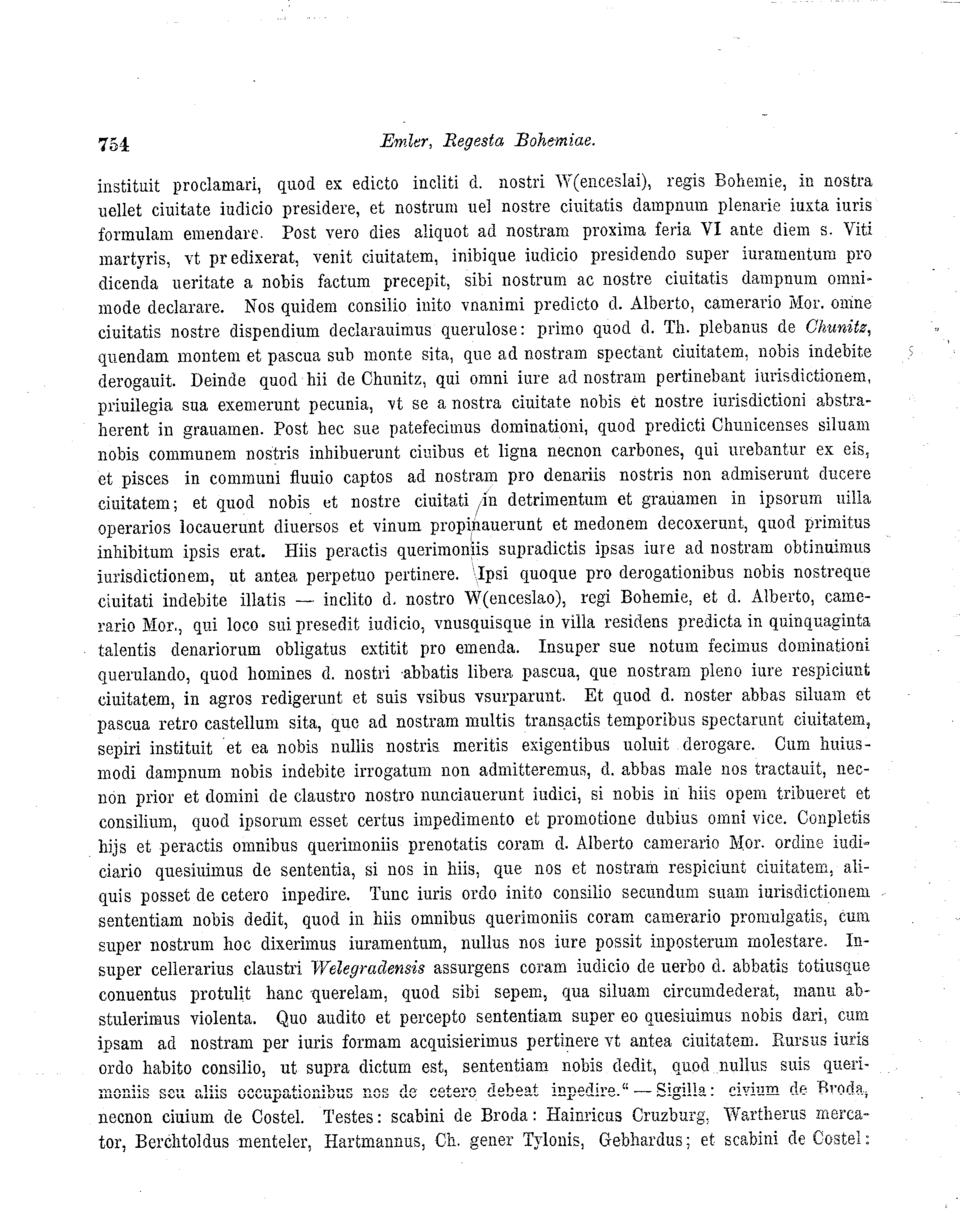 754
Emler, Regesta Bohemiae.
instituit proclamari, quod ex edicto incliti d. nostri W(enceslai), regis Bohemie, in nostra
uellet ciuitate iudicio presidere, et nostrum uel nostre ciuitatis dampnum plenarie iuxta iuris
formulam emendare. Post vero dies aliquot ad nostram proxima feria VI ante diem s. Viti
martyris, vt predixerat, venit ciuitatem, inibique iudicio presidendo super iuramentum pro
dicenda ueritate a nobis factum precepit, sibi nostrum ac nostre ciuitatis dampnum omni-
mode declarare. Nos quidem consilio inito vnanimi predicto d. Alberto, camerario Mor. omne
ciuitatis nostre dispendium declarauimus querulose: primo quod d. Th. plebanus de Chunitz,
quendam montem et pascua sub monte sita, que ad nostram spectant ciuitatem, nobis indebite
derogauit. Deinde quod hii de Chunitz, qui omni iure ad nostram pertinebant iurisdictionem,
priuilegia sua exemerunt pecunia, vt se a nostra ciuitate nobis et nostre iurisdictioni abstra-
herent in grauamen. Post hec sue patefecimus dominationi, quod predicti Chunicenses siluam
nobis communem nostris inhibuerunt ciuibus et ligna necnon carbones, qui urebantur ex eis,
et pisces in communi fluuio captos ad nostram pro denariis nostris non admiserunt ducere
ciuitatem; et quod nobis et nostre ciuitati in detrimentum et grauamen in ipsorum uilla
operarios locauerunt diuersos et vinum propinauerunt et medonem decoxerunt, quod primitus
inhibitum ipsis erat. Hiis peractis querimoniis supradictis ipsas iure ad nostram obtinuimus
iurisdictionem, ut antea perpetuo pertinere. Ipsi quoque pro derogationibus nobis nostreque
ciuitati indebite illatis — inclito d. nostro W(enceslao), regi Bohemie, et d. Alberto, came-
rario Mor., qui loco sui presedit iudicio, vnusquisque in villa residens predicta in quinquaginta
talentis denariorum obligatus extitit pro emenda. Insuper sue notum fecimus dominationi
querulando, quod homines d. nostri abbatis libera pascua, que nostram pleno iure respiciunt
ciuitatem, in agros redigerunt et suis vsibus vsurparunt. Et quod d. noster abbas siluam et
pascua retro castellum sita, que ad nostram multis transactis temporibus spectarunt ciuitatem,
sepiri instituit et ea nobis nullis nostris meritis exigentibus uoluit derogare. Cum huius-
modi dampnum nobis indebite irrogatum non admitteremus, d. abbas male nos tractauit, nec-
non prior et domini de claustro nostro nunciauerunt iudici, si nobis in hiis opem tribueret et
consilium, quod ipsorum esset certus impedimento et promotione dubius omni vice. Conpletis
hijs et peractis omnibus querimoniis prenotatis coram d. Alberto camerario Mor. ordine iudi-
ciario quesiuimus de sententia, si nos in hiis, que nos et nostram respiciunt ciuitatem, ali-
quis posset de cetero inpedire. Tunc iuris ordo inito consilio secundum suam iurisdictionem
sententiam nobis dedit, quod in hiis omnibus querimoniis coram camerario promulgatis, cum
super nostrum hoc dixerimus iuramentum, nullus nos iure possit inposterum molestare. In-
super cellerarius claustri Welegradensis assurgens coram iudicio de uerbo d. abbatis totiusque
conuentus protulit hanc querelam, quod sibi sepem, qua siluam circumdederat, manu ab-
stulerimus violenta. Quo audito et percepto sententiam super eo quesiuimus nobis dari, cum
ipsam ad nostram per iuris formam acquisierimus pertinere vt antea ciuitatem. Rursus iuris
ordo habito consilio, ut supra dictum est, sententiam nobis dedit, quod nullus suis queri-
moniis seu aliis occupationibus nos de cetero debeat inpedire.“ — Sigilla: civium de Broda,
necnon ciuium de Costel. Testes: scabini de Broda: Hainricus Cruzburg, Wartherus merca-
tor, Berchtoldus menteler, Hartmannus, Ch. gener Tylonis, Gebhardus; et scabini de Costel: